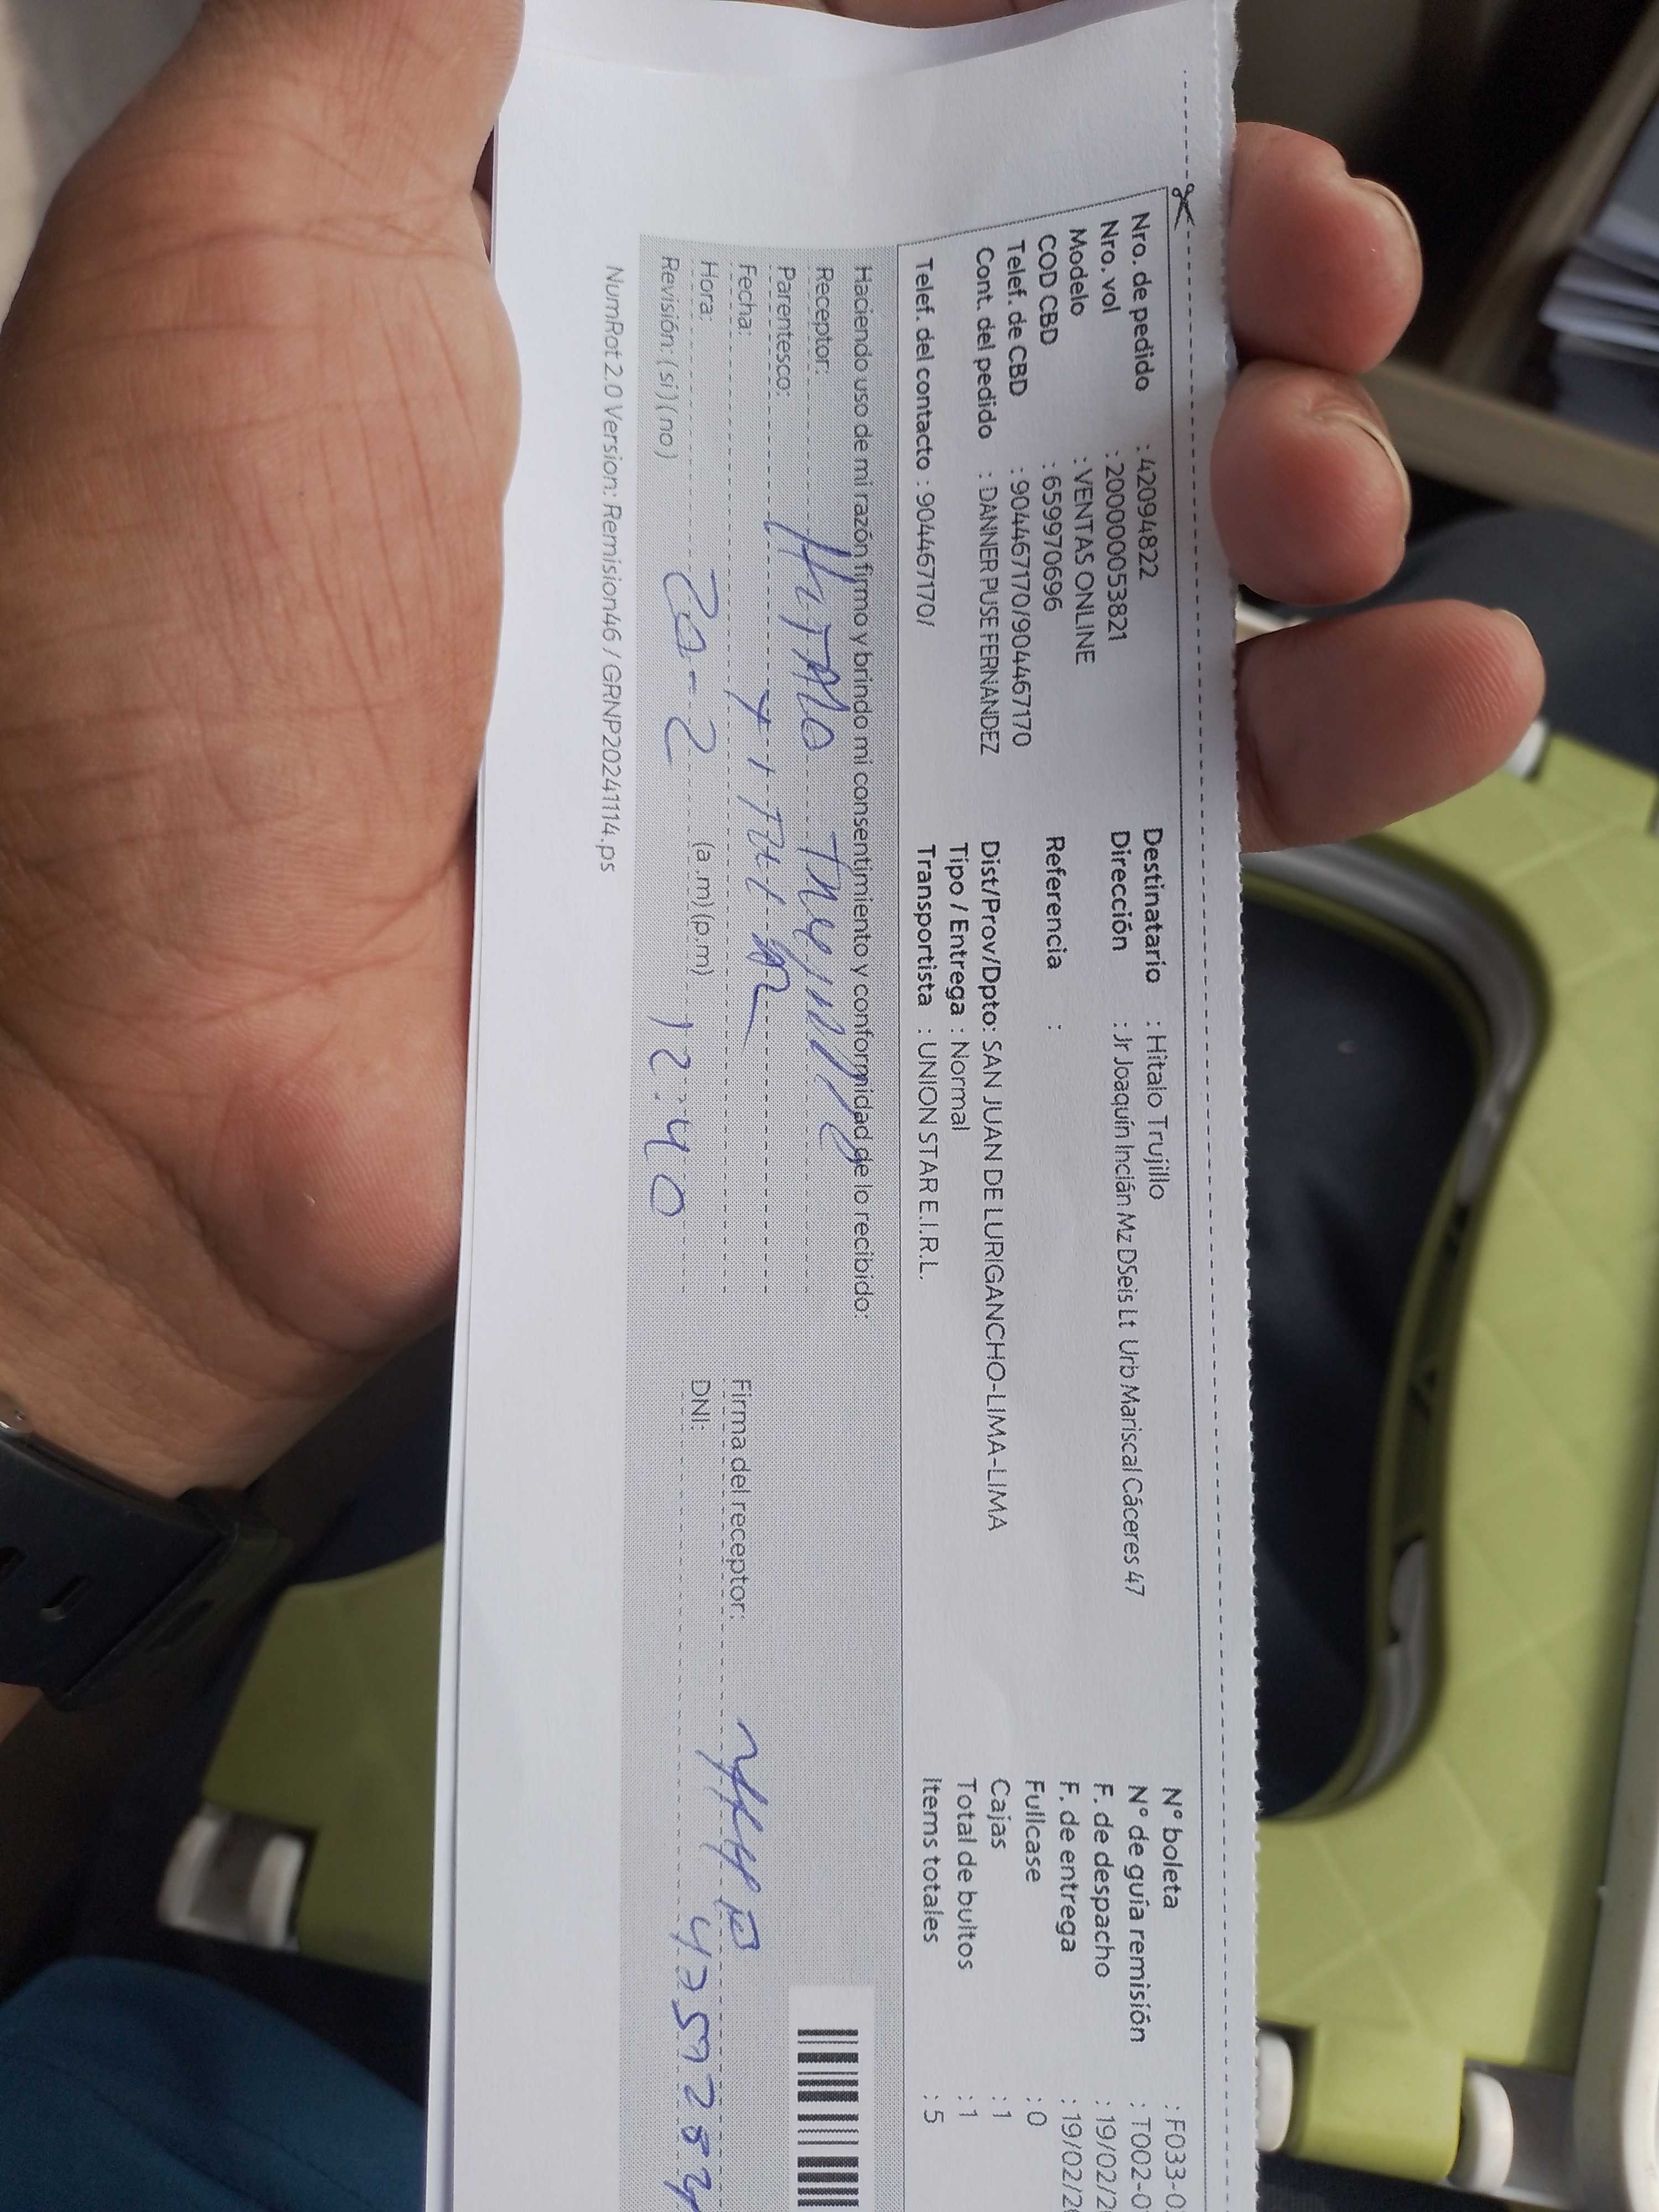 Nro. de pedido : 42094822
Nro. vol : 200000053821
Modelo : VENTAS ONLINE
COD CBD : 659970696
Telef. de CBD : 904467170/904467170
Cont. del pedido : DANNER PUSE FERNANDEZ
Telef. del contacto : 904467170/
Destinatario : Hitalo Trujillo
Dirección : Jr Joaquín Inclán Mz DSeis Lt Urb Mariscal Cáceres 47
Referencia :
Dist/Prov/Dpto: SAN JUAN DE LURIGANCHO-LIMA-LIMA
Tipo / Entrega : Normal
Transportista : UNION STAR E.I.R.L.
N° boleta : F033-0
N° de guía remisión : T002-0
F. de despacho : 19/02/2
F. de entrega : 19/02/20
Fullcase : 0
Cajas : 1
Total de bultos : 1
Items totales : 5
Haciendo uso de mi razón firmo y brindo mi consentimiento y conformidad de lo recibido:
Receptor: Hitalo Trujillo
Parentesco:
Fecha:
Hora: (a.m)(p.m)
Revisión: (si) (no) 20-2 12:40
Firma del receptor:
DNI:
NumRot 2.0 Version: Remision46 / GRNP20241114.ps